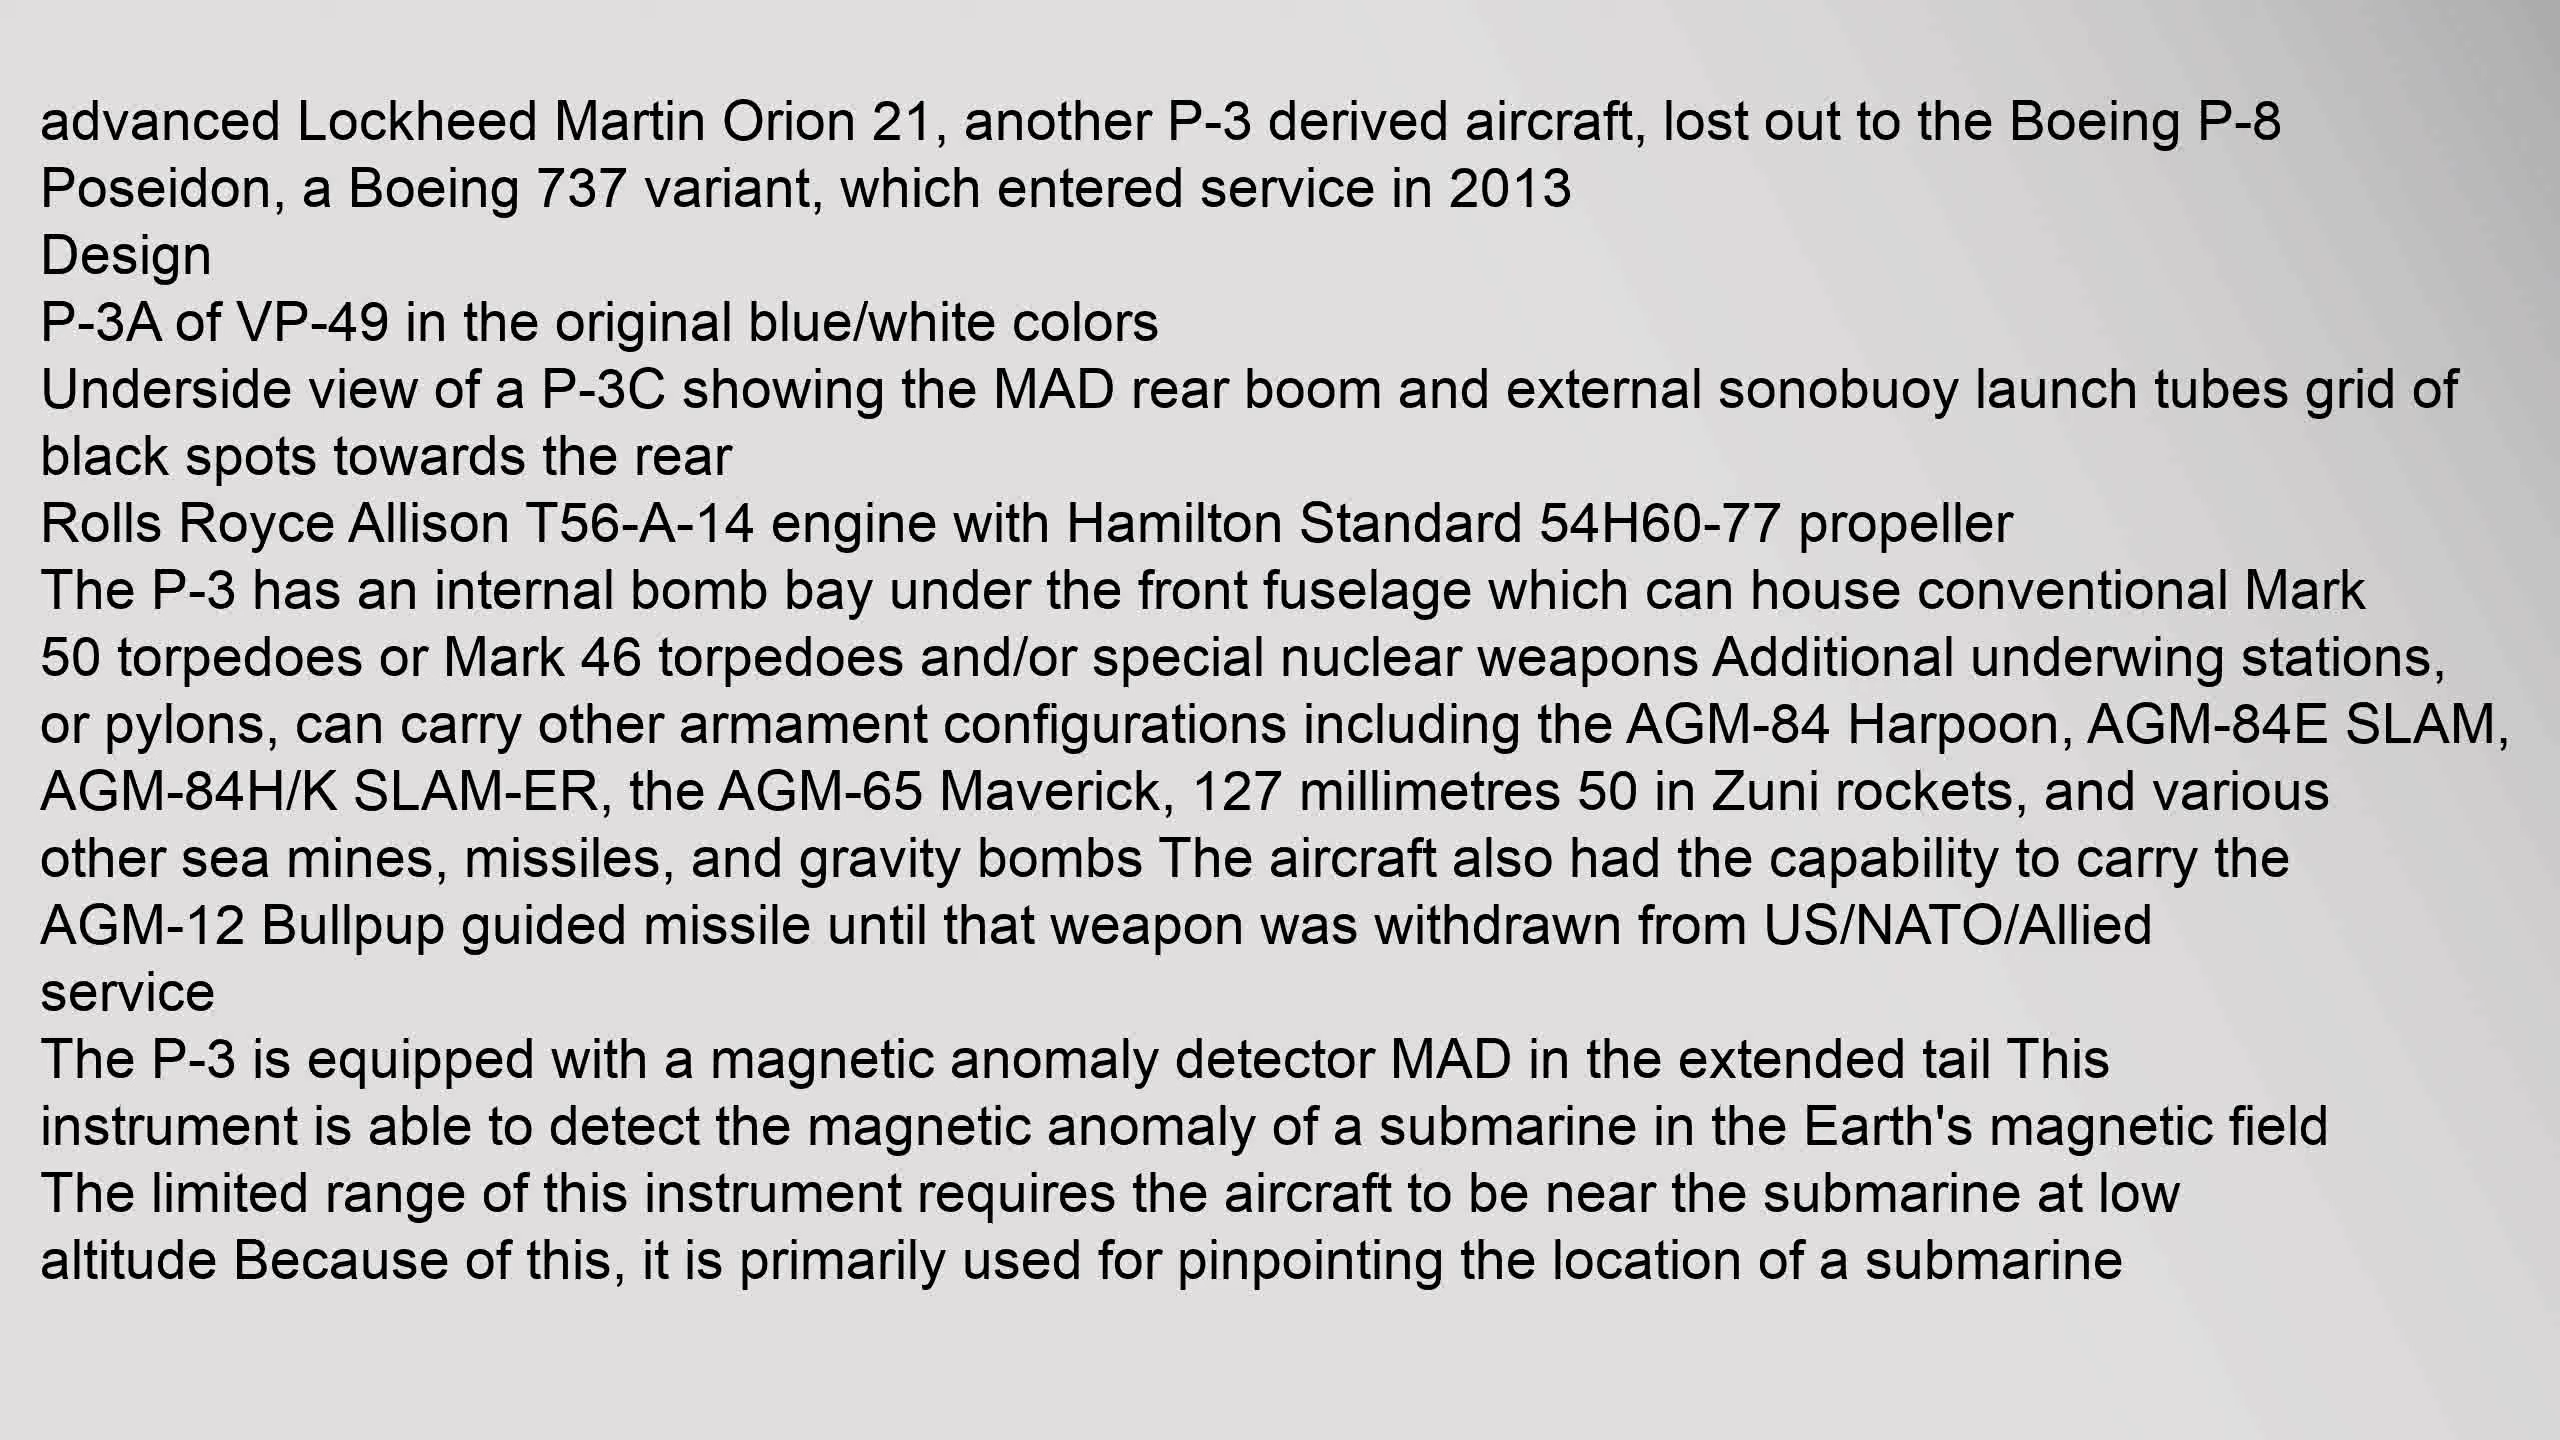 advanced Lockheed Martin Orion 21, another P-3 derived aircraft, lost out to the Boeing P-8
Poseidon, a Boeing 737 variant, which entered service in 2013
Design
P-3A of VP-49 in the original blue/white colors
Underside view of a P-3C showing the MAD rear boom and external sonobuoy launch tubes grid of
black spots towards the rear
Rolls Royce Allison T56-A-14 engine with Hamilton Standard 54H60-77 propeller
The P-3 has an internal bomb bay under the front fuselage which can house conventional Mark
50 torpedoes or Mark 46 torpedoes and/or special nuclear weapons Additional underwing stations,
or pylons, can carry other armament configurations including the AGM-84 Harpoon, AGM-84E SLAM,
AGM-84H/K SLAM-ER, the AGM-65 Maverick, 127 millimetres 50 in Zuni rockets, and various
other sea mines, missiles, and gravity bombs The aircraft also had the capability to carry the
AGM-12 Bullpup guided missile until that weapon was withdrawn from US/NATO/Allied
service
The P-3 is equipped with a magnetic anomaly detector MAD in the extended tail This
instrument is able to detect the magnetic anomaly of a submarine in the Earth's magnetic field
The limited range of this instrument requires the aircraft to be near the submarine at low
altitude Because of this, it is primarily used for pinpointing the location of a submarine